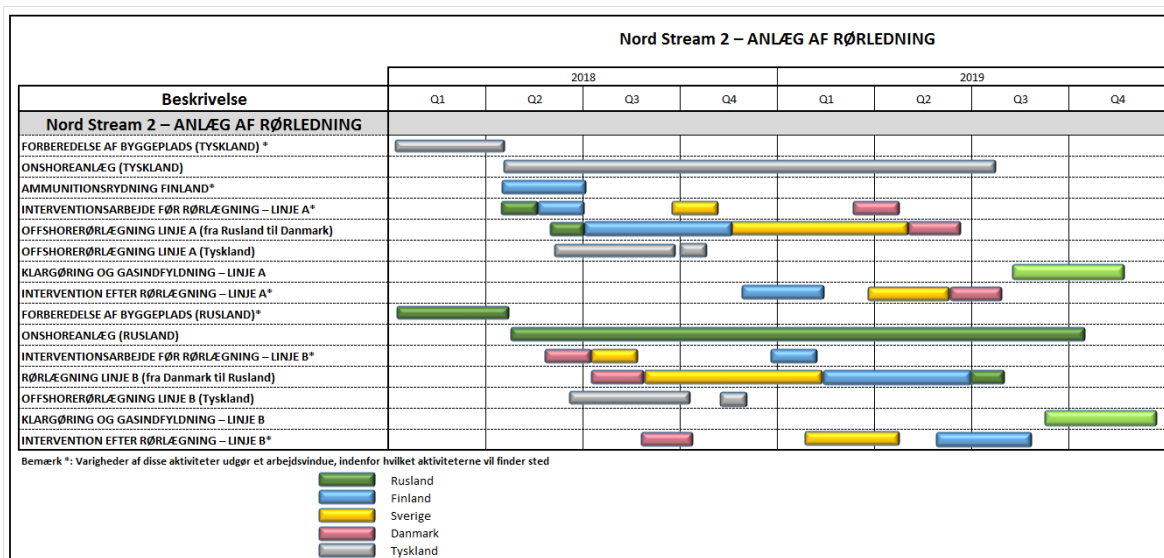 Nord Stream 2 – ANLÆG AF RØRLEDNING
2018 2019
Beskrivelse Q1 Q2 Q3 Q4 Q1 Q2 Q3 Q4
Nord Stream 2 – ANLÆG AF RØRLEDNING
FORBEREDELSE AF BYGGEPLADS (TYSKLAND) *
ONSHOREANLÆG (TYSKLAND)
AMMUNITIONSRYDNING FINLAND*
INTERVENTIONSARBEJDE FØR RØRLÆGNING – LINJE A*
OFFSHORERØRLÆGNING LINJE A (fra Rusland til Danmark)
OFFSHORERØRLÆGNING LINJE A (Tyskland)
KLARGØRING OG GASINDFYLDNING – LINJE A
INTERVENTION EFTER RØRLÆGNING – LINJE A*
FORBEREDELSE AF BYGGEPLADS (RUSLAND)*
ONSHOREANLÆG (RUSLAND)
INTERVENTIONSARBEJDE FØR RØRLÆGNING – LINJE B*
RØRLÆGNING LINJE B (fra Danmark til Rusland)
OFFSHORERØRLÆGNING LINJE B (Tyskland)
KLARGØRING OG GASINDFYLDNING – LINJE B
INTERVENTION EFTER RØRLÆGNING – LINJE B*
Bemærk *: Varigheder af disse aktiviteter udgør et arbejdsvindue, indenfor hvilket aktiviteterne vil finder sted
Rusland
Finland
Sverige
Danmark
Tyskland